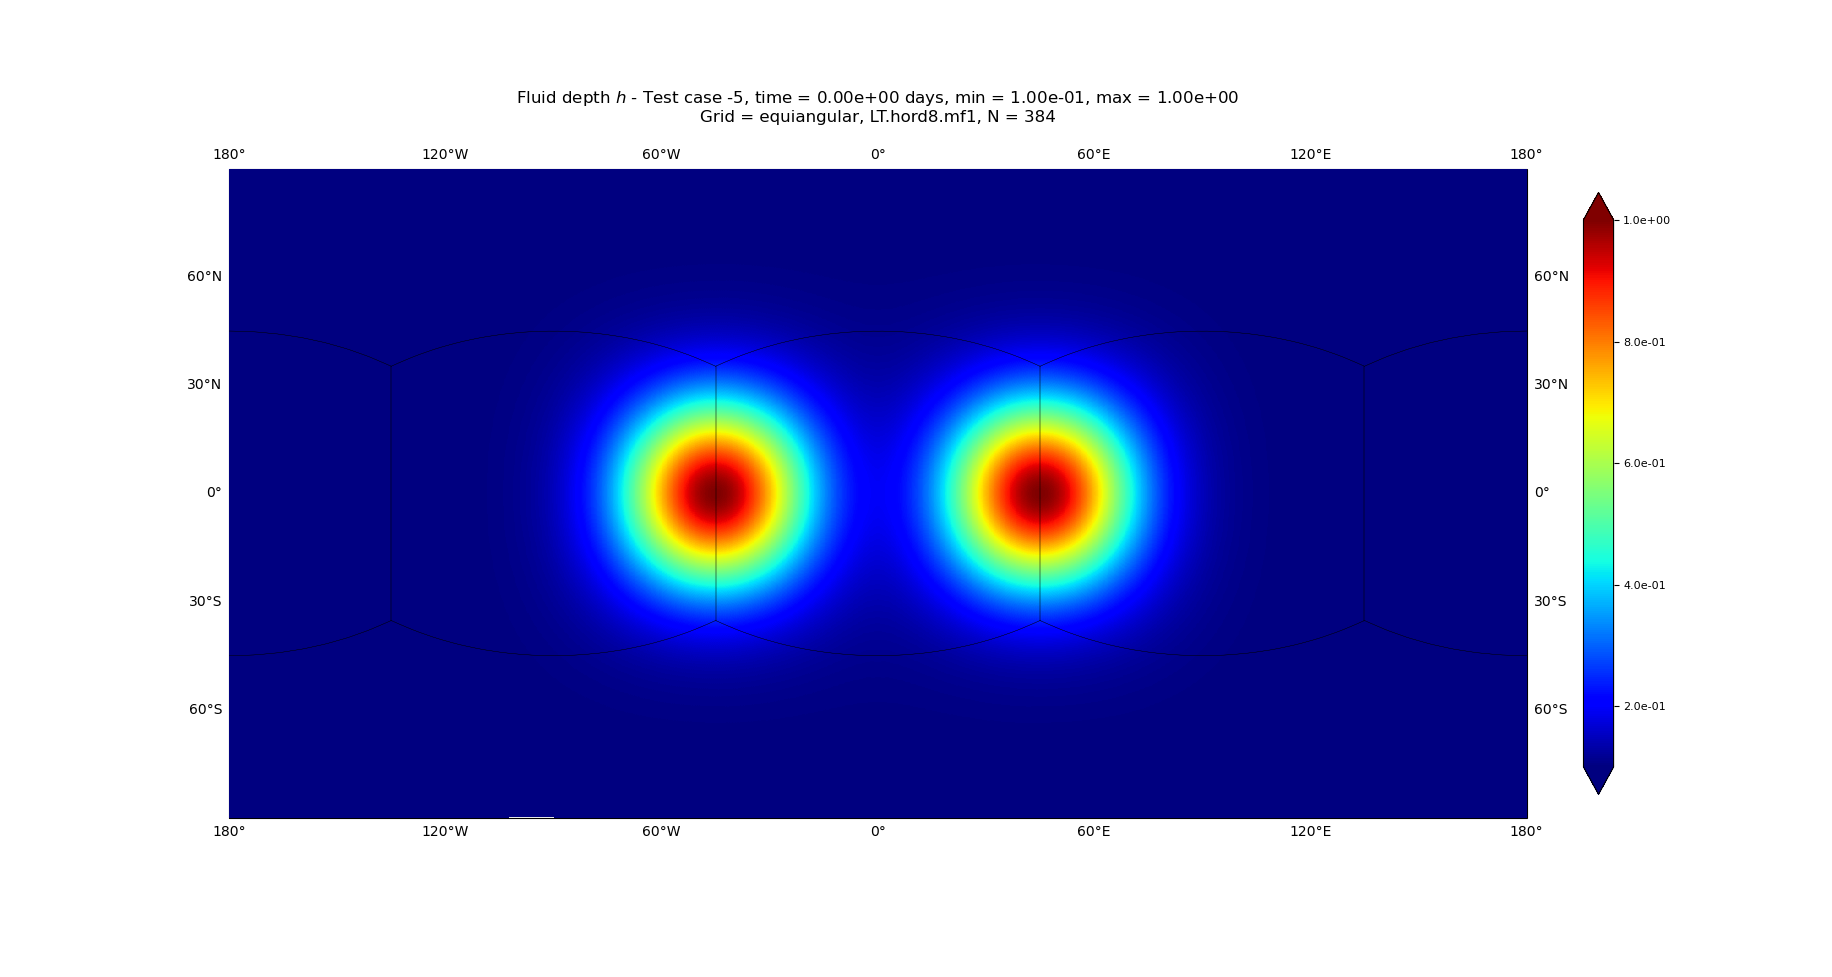 Fluid depth h - Test case -5, time = 0.00e+00 days, min = 1.00e-01, max = 1.00e+00
Grid = equiangular, LT.hord8.mf1, N = 384
180° 120°W 60°W 0° 60°E 120°E 180°
1.0e+00
60°N 60°N
8.0e-01
30°N 30°N
6.0e-01
0° 0°
4.0e-01
30°S 30°S
2.0e-01
60°S 60°S
180° 120°W 60°W 0° 60°E 120°E 180°